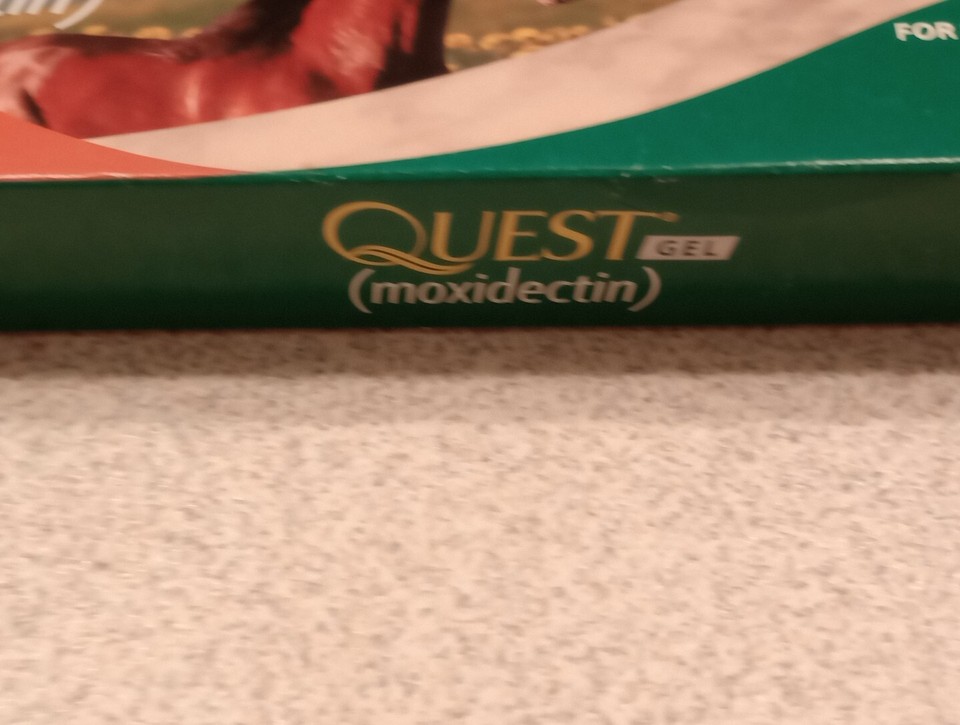 FOR
QUEST® GEL
(moxidectin)